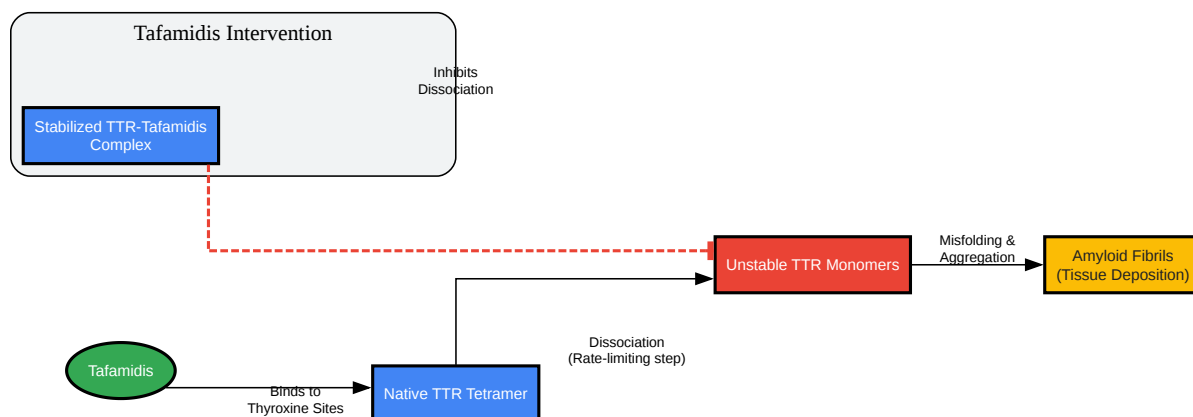 Tafamidis Intervention
Inhibits
Dissociation
Stabilized TTR-Tafamidis
Complex
Misfolding &
Aggregation
Unstable TTR Monomers
Amyloid Fibrils
(Tissue Deposition)
Dissociation
(Rate-limiting step)
Tafamidis
Binds to
Thyroxine Sites
Native TTR Tetramer